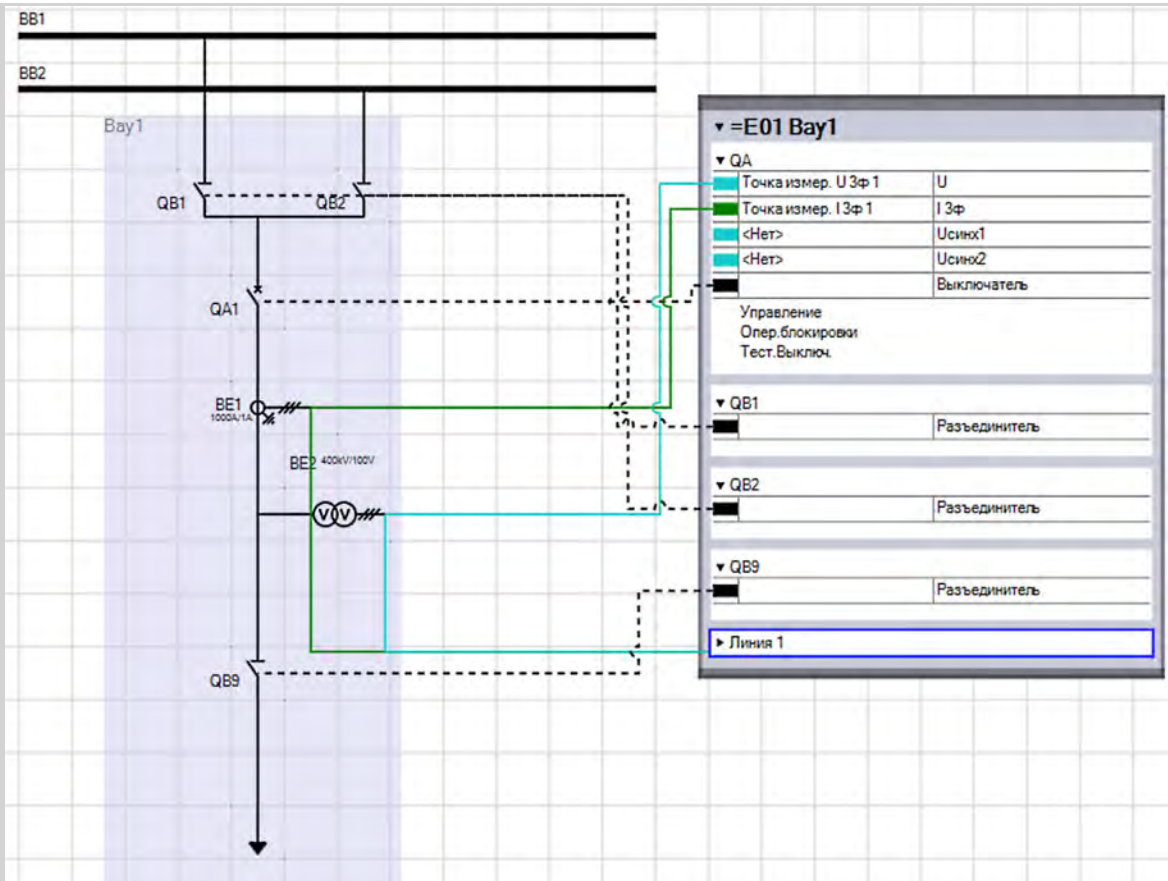 BB1
BB2
Bay1
QB1
QB2
QA1
BE1
1000A/1A
BE2 400kV/100V
QB9
=E01 Bay1
QA
Точка измер. U 3ф 1 U
Точка измер. I 3ф 1 I 3ф
<Нет> Uсинх1
<Нет> Uсинх2
Выключатель
Управление
Опер.блокировки
Тест.Выключ.
QB1
Разъединитель
QB2
Разъединитель
QB9
Разъединитель
Линия 1